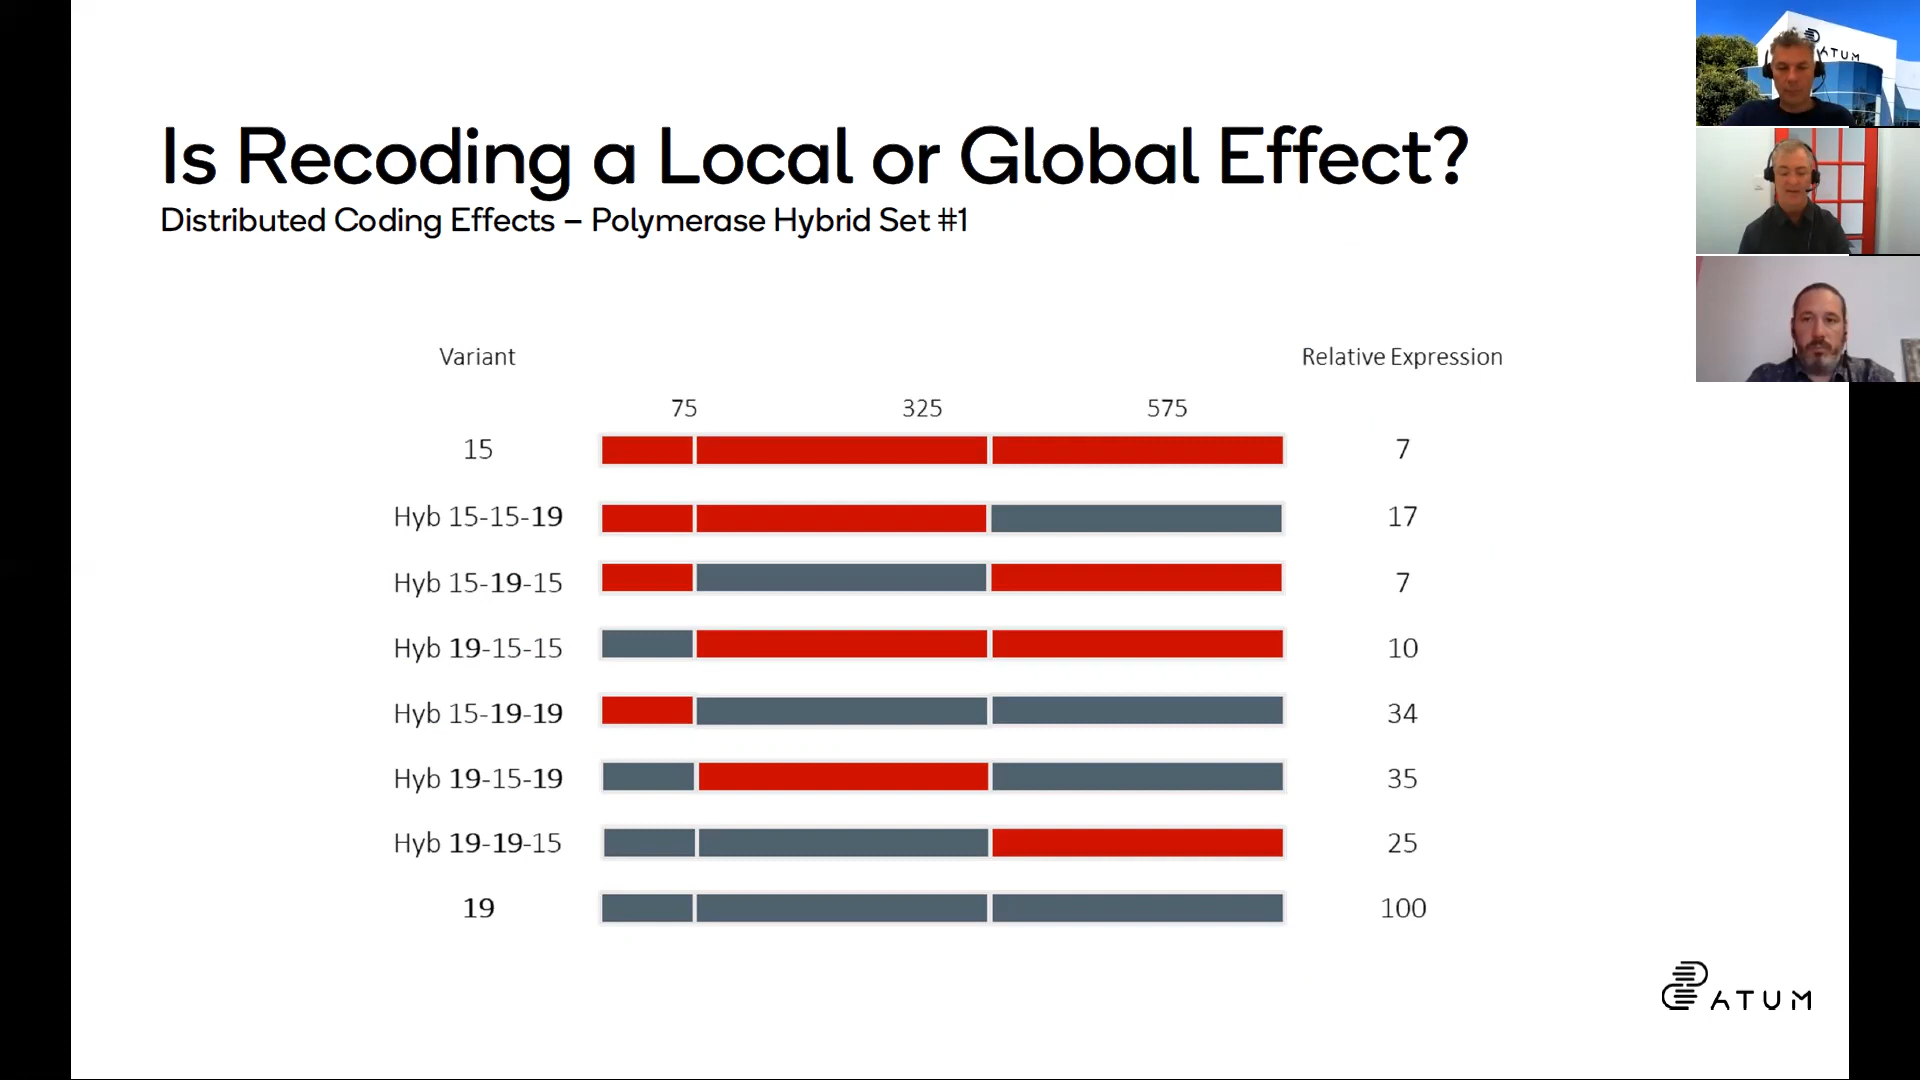 Is Recoding a Local or Global Effect?
Distributed Coding Effects – Polymerase Hybrid Set #1
Variant
Relative Expression
75 325 575
15 7
Hyb 15-15-19 17
Hyb 15-19-15 7
Hyb 19-15-15 10
Hyb 15-19-19 34
Hyb 19-15-19 35
Hyb 19-19-15 25
19 100
ATUM
ATUM